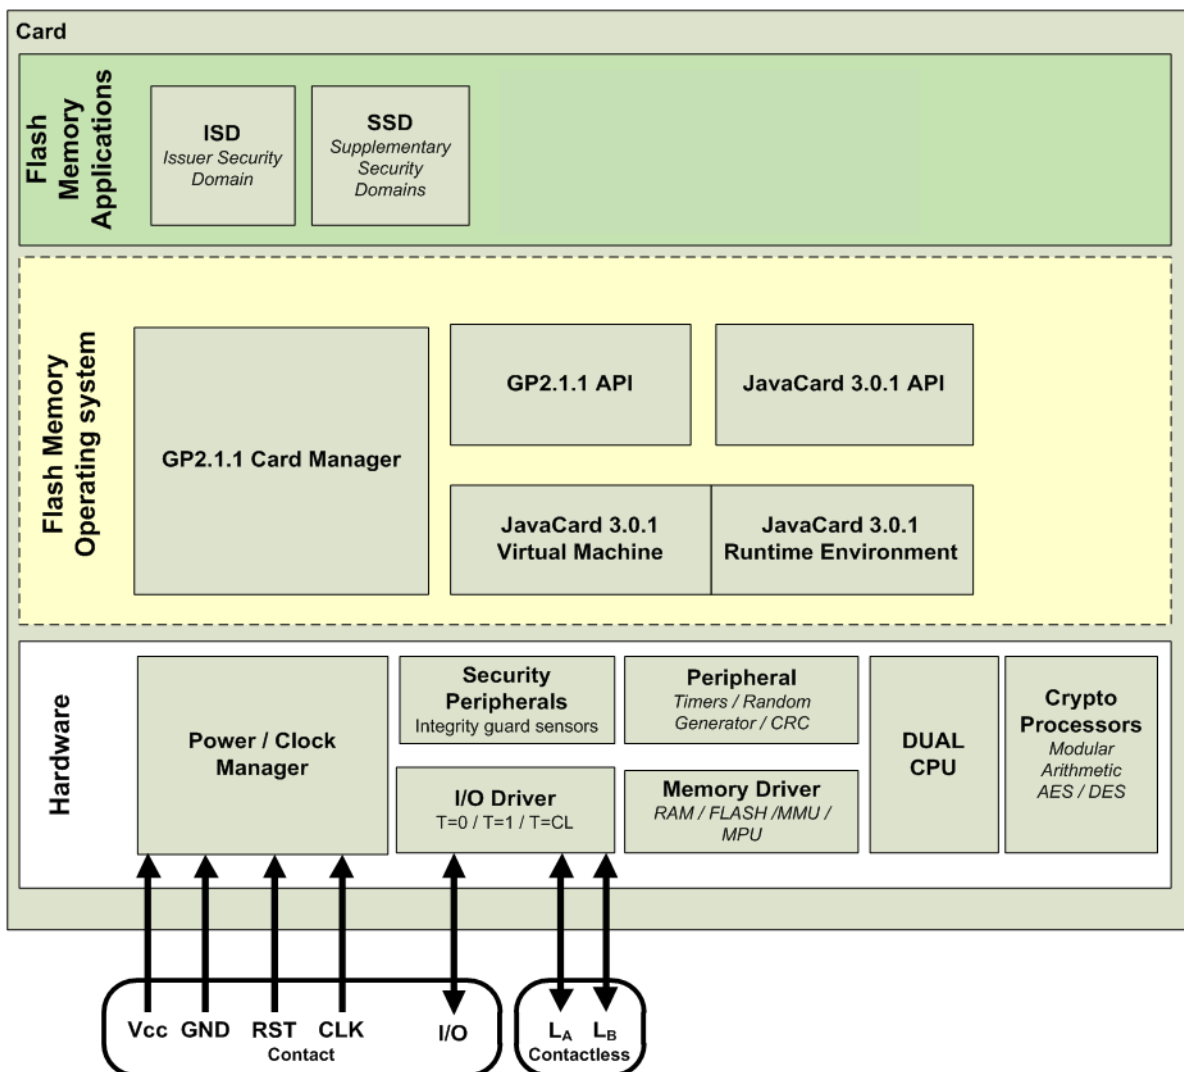 Card
Flash
Memory
Applications
ISD
Issuer Security
Domain
SSD
Supplementary
Security
Domains
Flash Memory
Operating system
GP2.1.1 Card Manager
GP2.1.1 API
JavaCard 3.0.1 API
JavaCard 3.0.1
Virtual Machine
JavaCard 3.0.1
Runtime Environment
Hardware
Power / Clock
Manager
Security
Peripherals
Integrity guard sensors
Peripheral
Timers / Random
Generator / CRC
I/O Driver
T=0 / T=1 / T=CL
Memory Driver
RAM / FLASH /MMU /
MPU
DUAL
CPU
Crypto
Processors
Modular
Arithmetic
AES / DES
Vcc GND RST CLK I/O
Contact
LA LB
Contactless